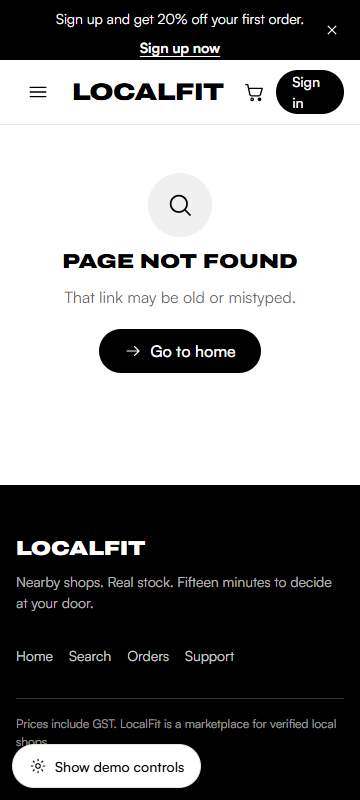 Sign up and get 20% off your first order.
Sign up now
LOCALFIT
Sign
in
PAGE NOT FOUND
That link may be old or mistyped.
Go to home
LOCALFIT
Nearby shops. Real stock. Fifteen minutes to decide
at your door.
Home Search Orders Support
Prices include GST. LocalFit is a marketplace for verified local
shops
Show demo controls